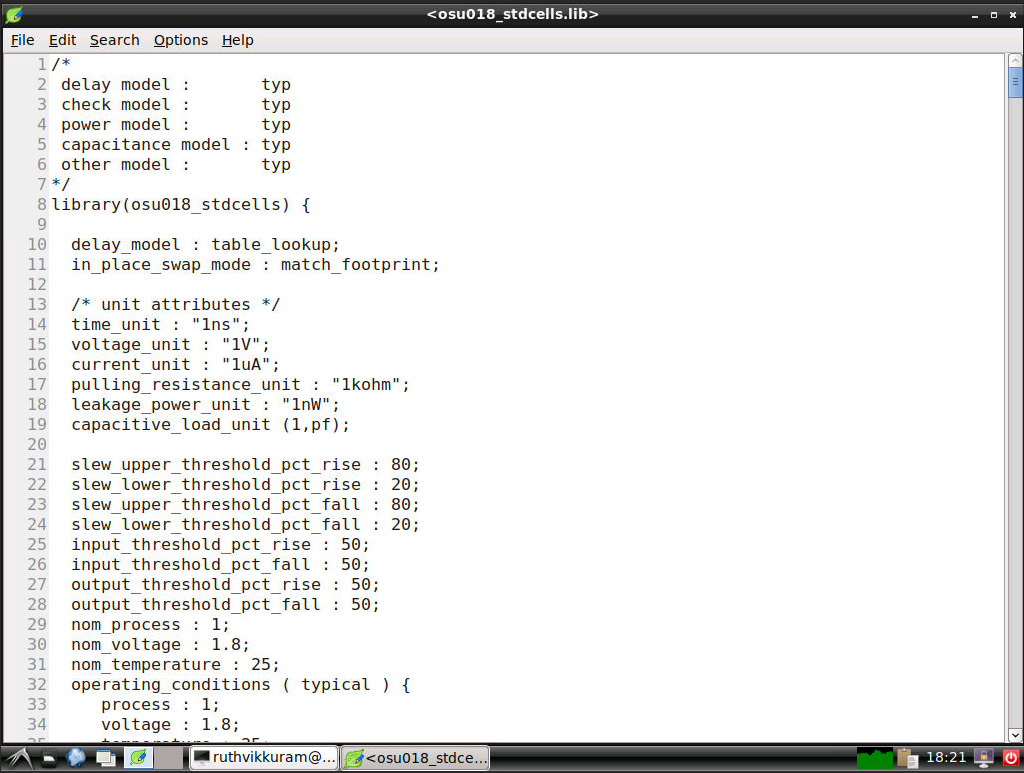 <osu018_stdcells.lib>
File Edit Search Options Help
1 /*
2 delay model : typ
3 check model : typ
4 power model : typ
5 capacitance model : typ
6 other model : typ
7 */
8 library(osu018_stdcells) {
9
10 delay_model : table_lookup;
11 in_place_swap_mode : match_footprint;
12
13 /* unit attributes */
14 time_unit : "1ns";
15 voltage_unit : "1V";
16 current_unit : "1uA";
17 pulling_resistance_unit : "1kohm";
18 leakage_power_unit : "1nW";
19 capacitive_load_unit (1,pf);
20
21 slew_upper_threshold_pct_rise : 80;
22 slew_lower_threshold_pct_rise : 20;
23 slew_upper_threshold_pct_fall : 80;
24 slew_lower_threshold_pct_fall : 20;
25 input_threshold_pct_rise : 50;
26 input_threshold_pct_fall : 50;
27 output_threshold_pct_rise : 50;
28 output_threshold_pct_fall : 50;
29 nom_process : 1;
30 nom_voltage : 1.8;
31 nom_temperature : 25;
32 operating_conditions ( typical ) {
33 process : 1;
34 voltage : 1.8;
ruthvikkuram@... <osu018_stdce... 18:21